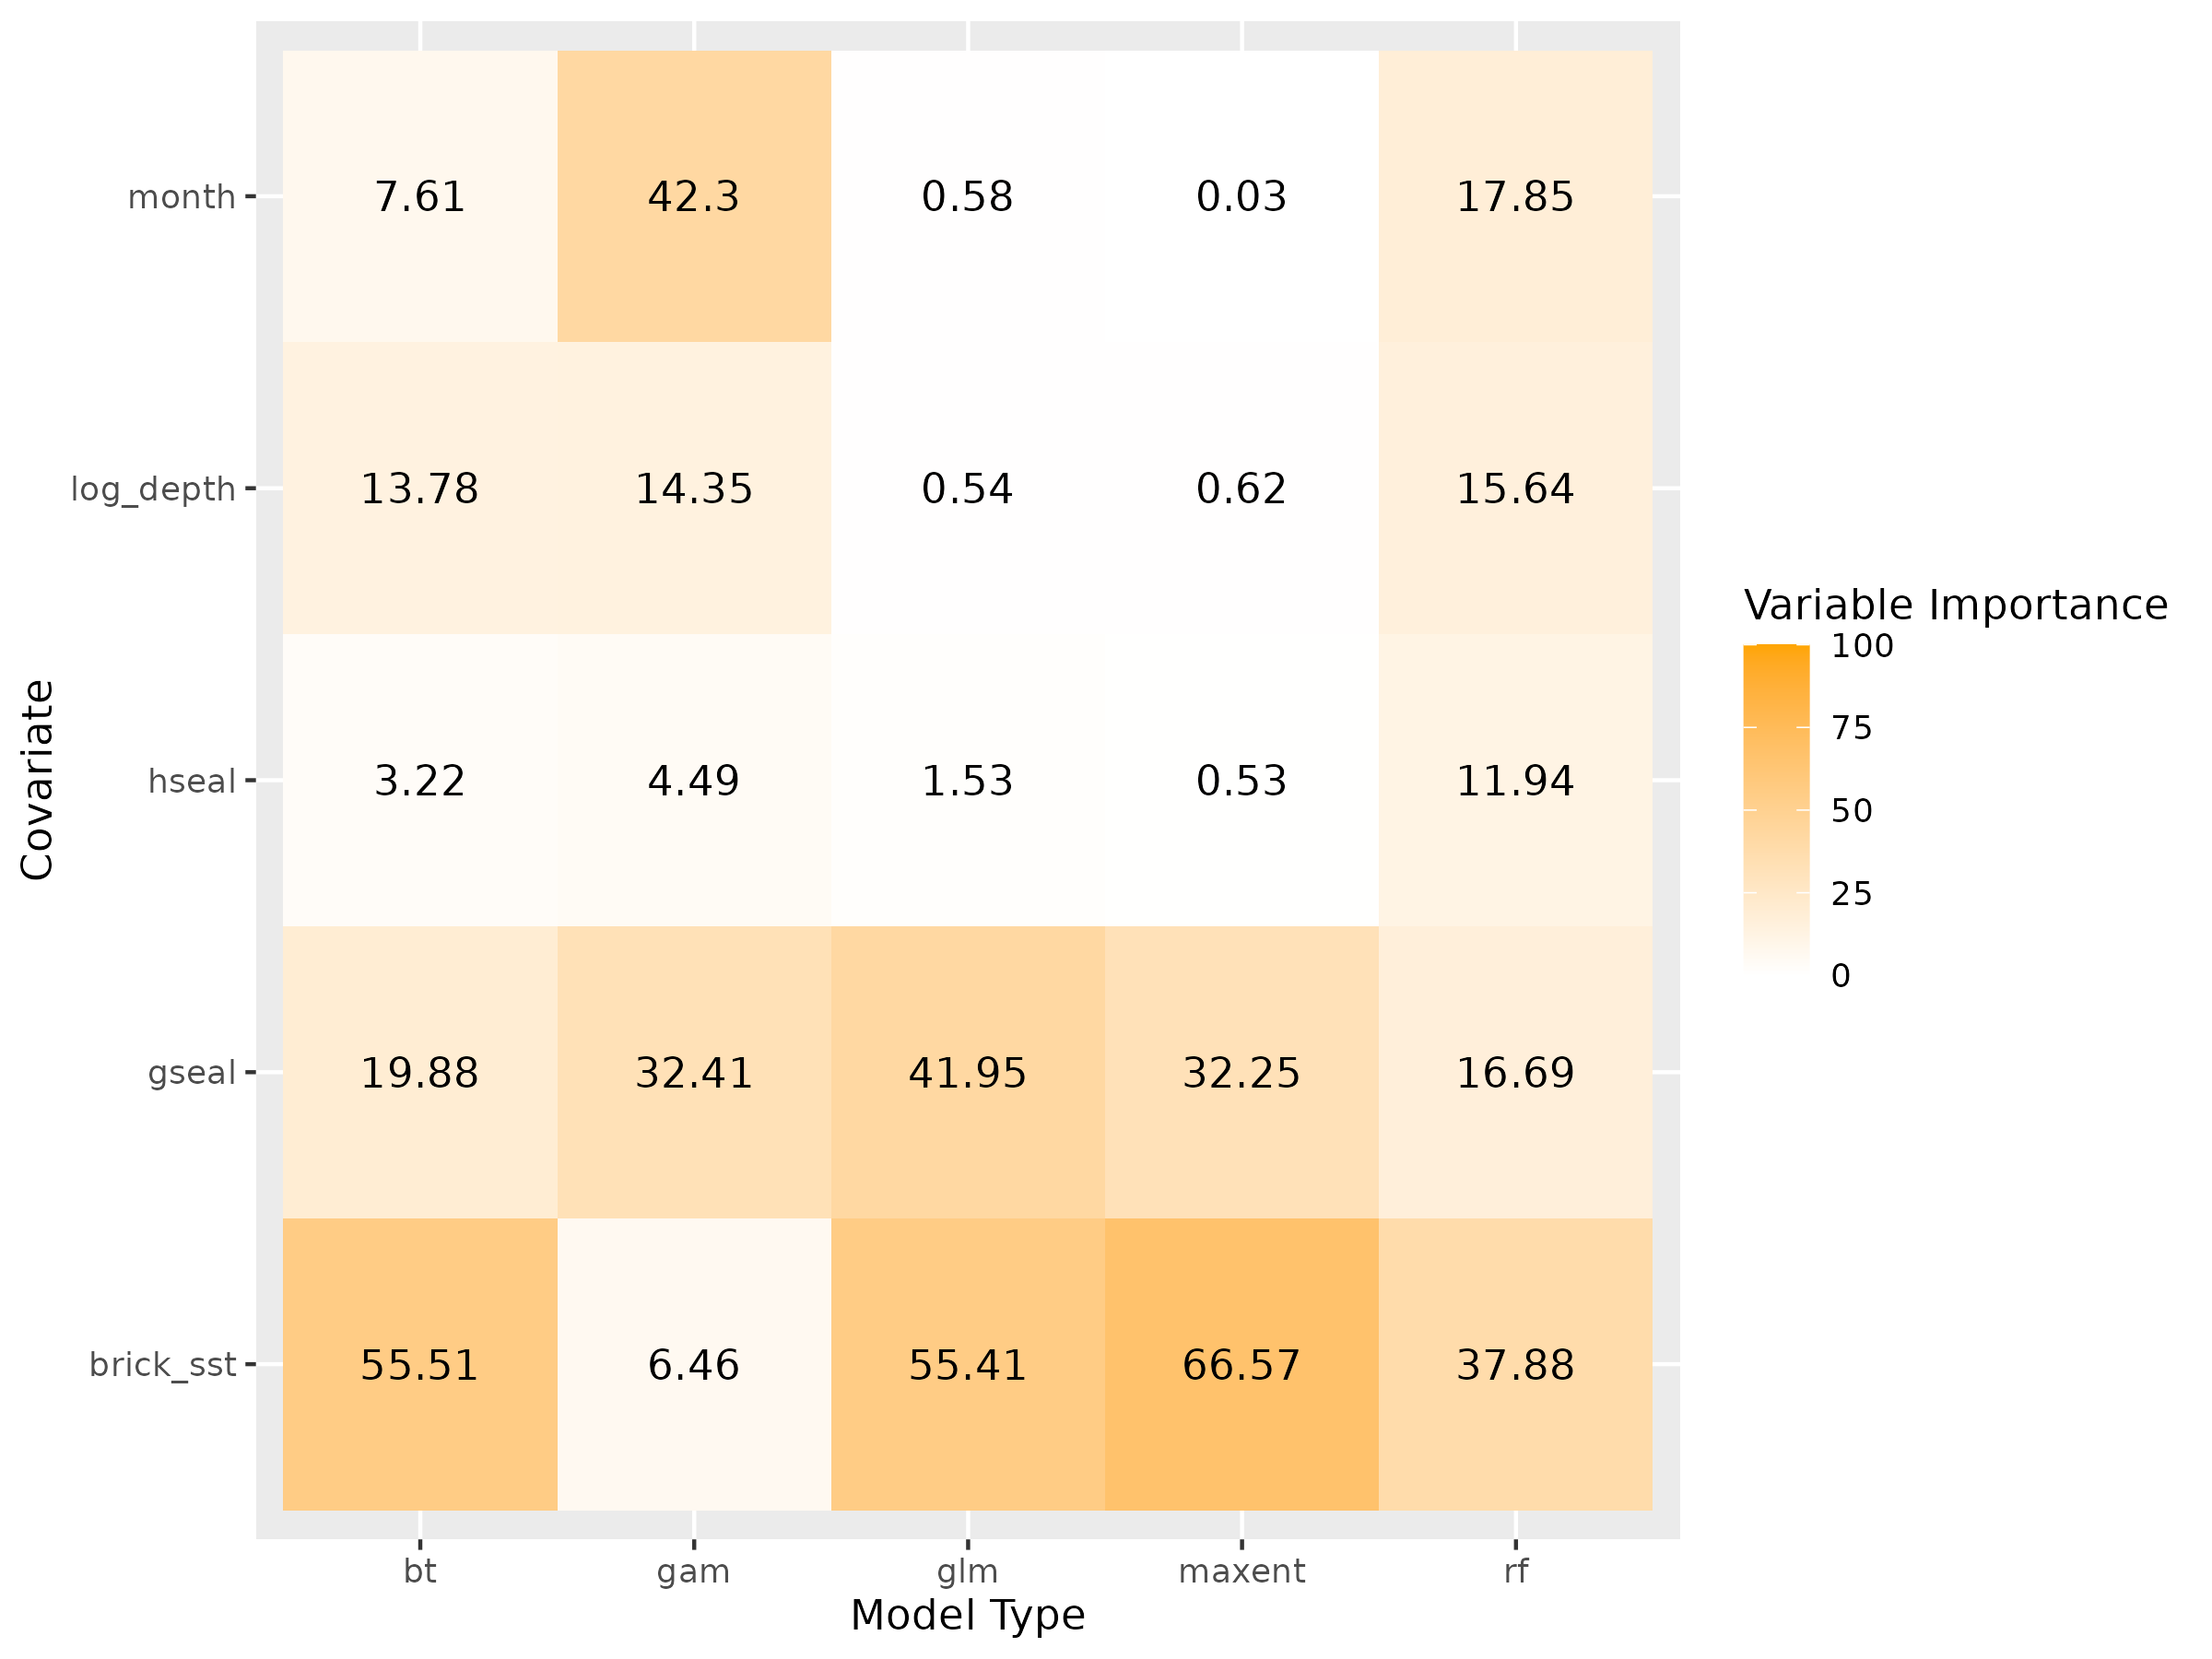 month 7.61 42.3 0.58 0.03 17.85
log_depth 13.78 14.35 0.54 0.62 15.64
hseal 3.22 4.49 1.53 0.53 11.94
gseal 19.88 32.41 41.95 32.25 16.69
brick_sst 55.51 6.46 55.41 66.57 37.88
bt gam glm maxent rf
Model Type
Covariate
Variable Importance
100
75
50
25
0